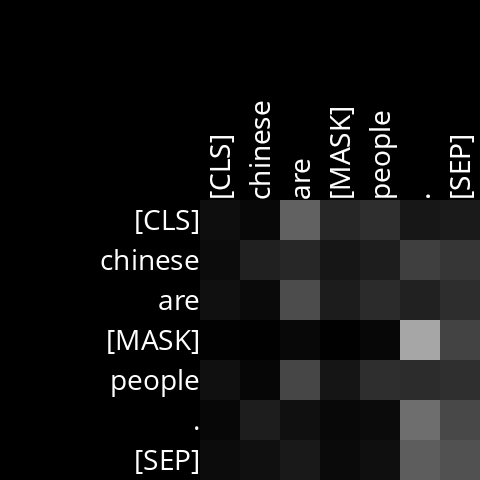 [CLS] chinese are [MASK] people . [SEP]
[CLS]
chinese
are
[MASK]
people
.
[SEP]